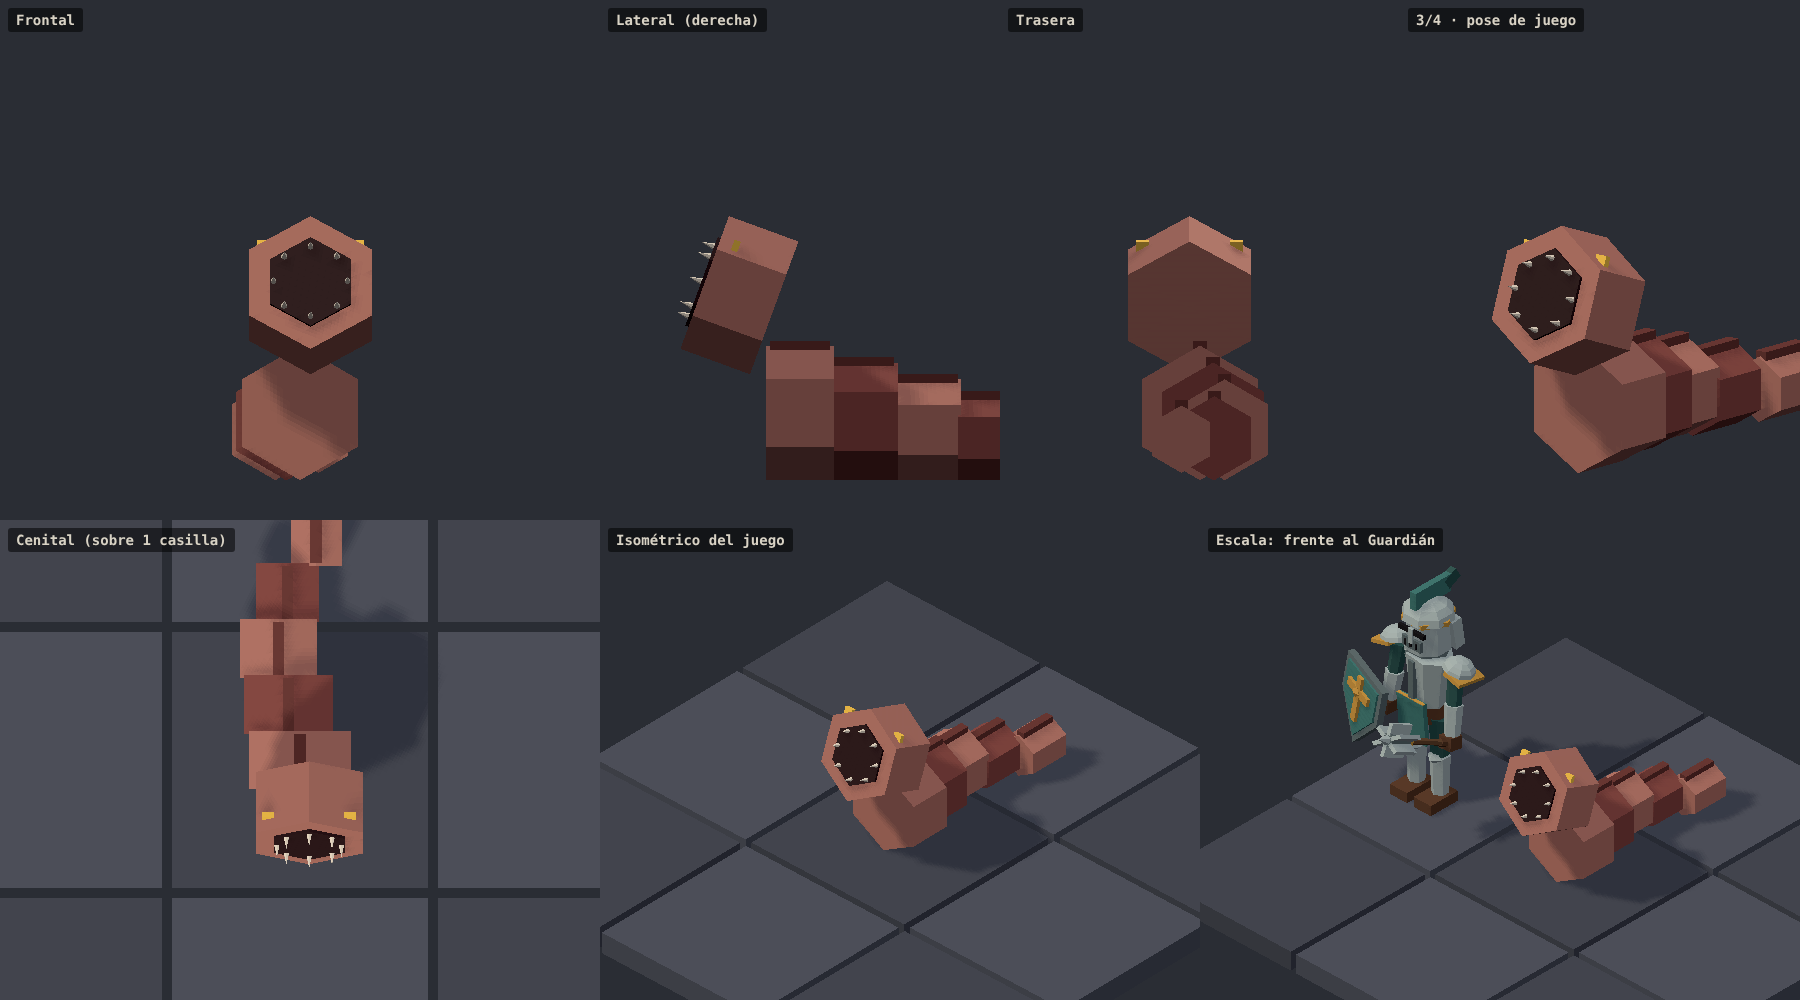 Frontal
Lateral (derecha)
Trasera
3/4 · pose de juego
Cenital (sobre 1 casilla)
Isométrico del juego
Escala: frente al Guardián